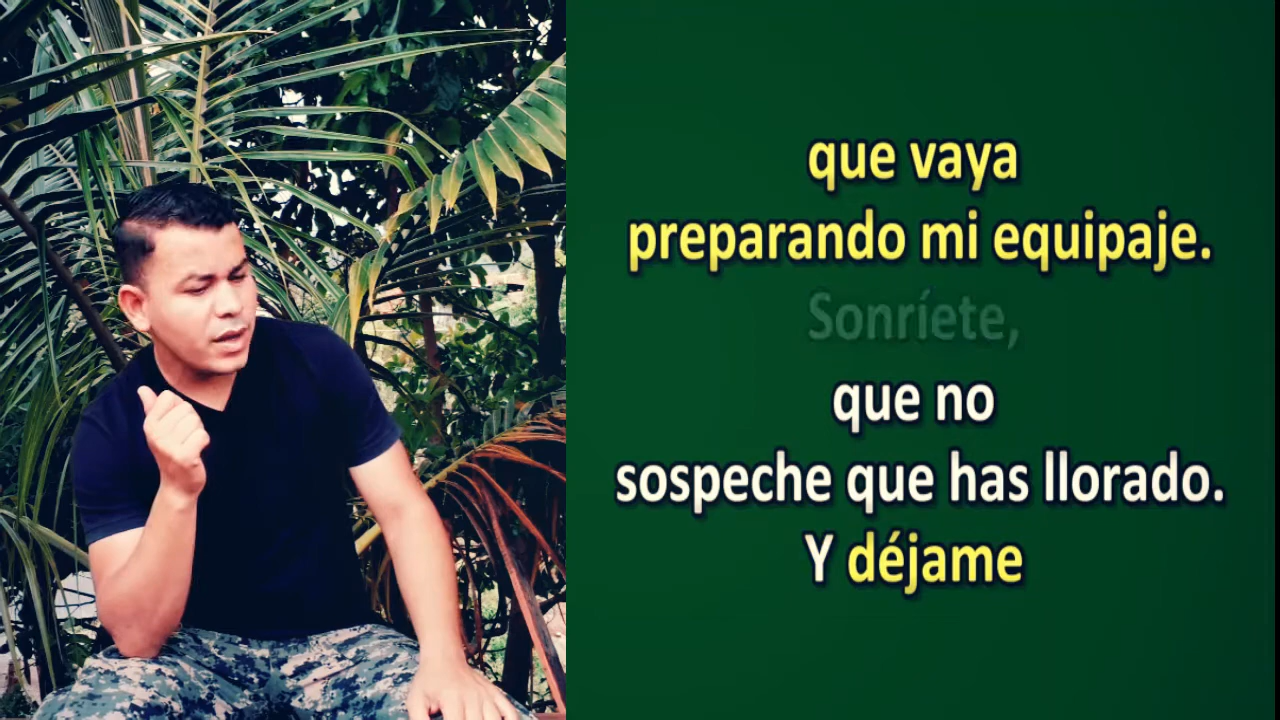 que vaya
preparando mi equipaje.
Sonríete,
que no
sospeche que has llorado.
Y déjame